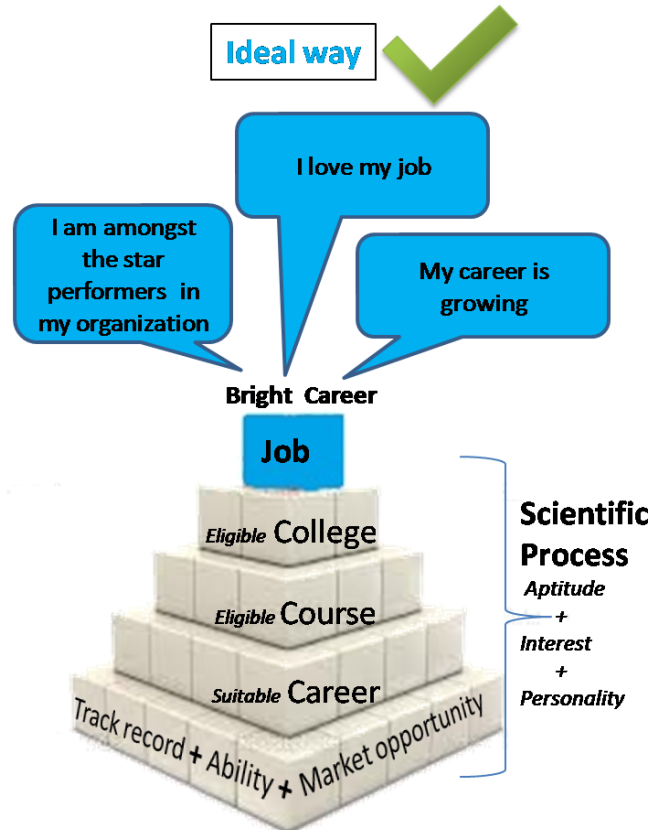 Ideal way
I love my job
I am amongst
the star
performers in
my organization
My career is
growing
Bright Career
Job
Eligible College
Eligible Course
Suitable Career
Track record + Ability + Market opportunity
Scientific
Process
Aptitude
+
Interest
+
Personality